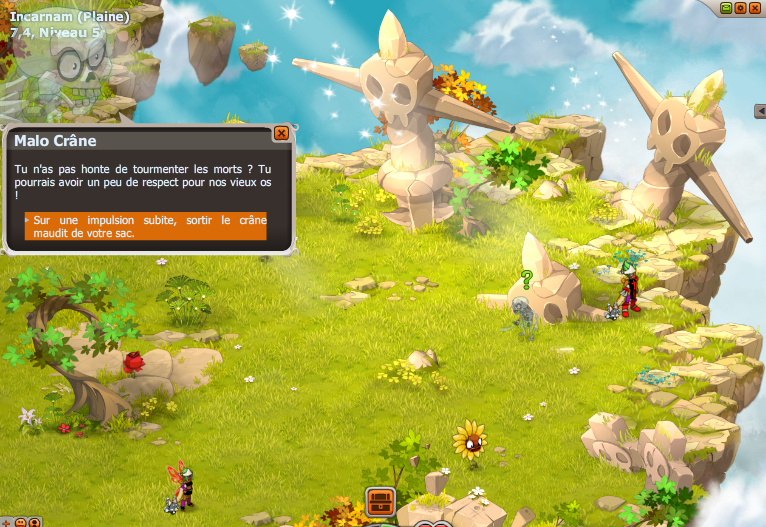 Incarnam (Plaine)
7,4, Niveau 5
Malo Crâne
Tu n'as pas honte de tourmenter les morts ? Tu
pourrais avoir un peu de respect pour nos vieux os
!
Sur une impulsion subite, sortir le crâne
maudit de votre sac.
?